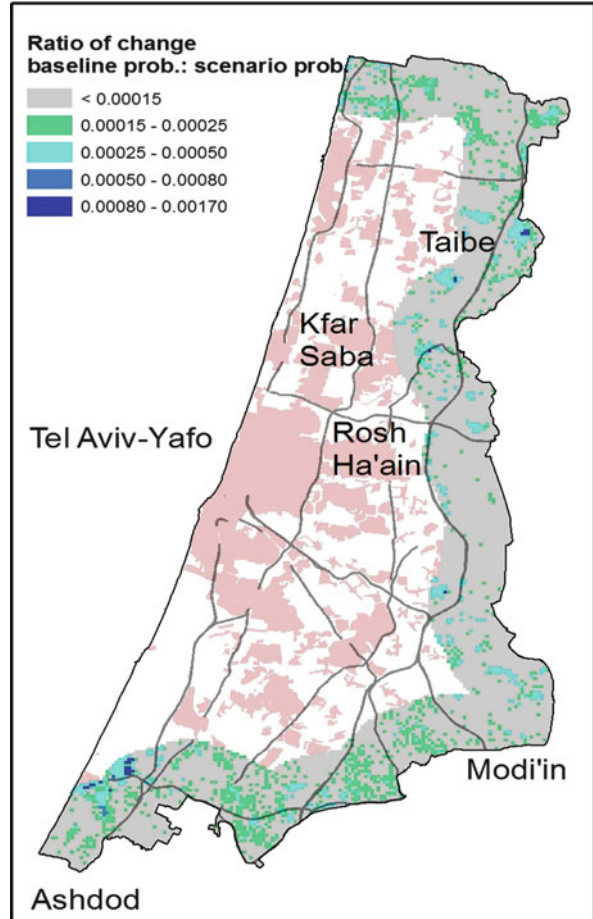 Ratio of change
baseline prob.: scenario prob.
< 0.00015
0.00015 - 0.00025
0.00025 - 0.00050
0.00050 - 0.00080
0.00080 - 0.00170
Taibe
Kfar
Saba
Tel Aviv-Yafo
Rosh
Ha'ain
Modi'in
Ashdod